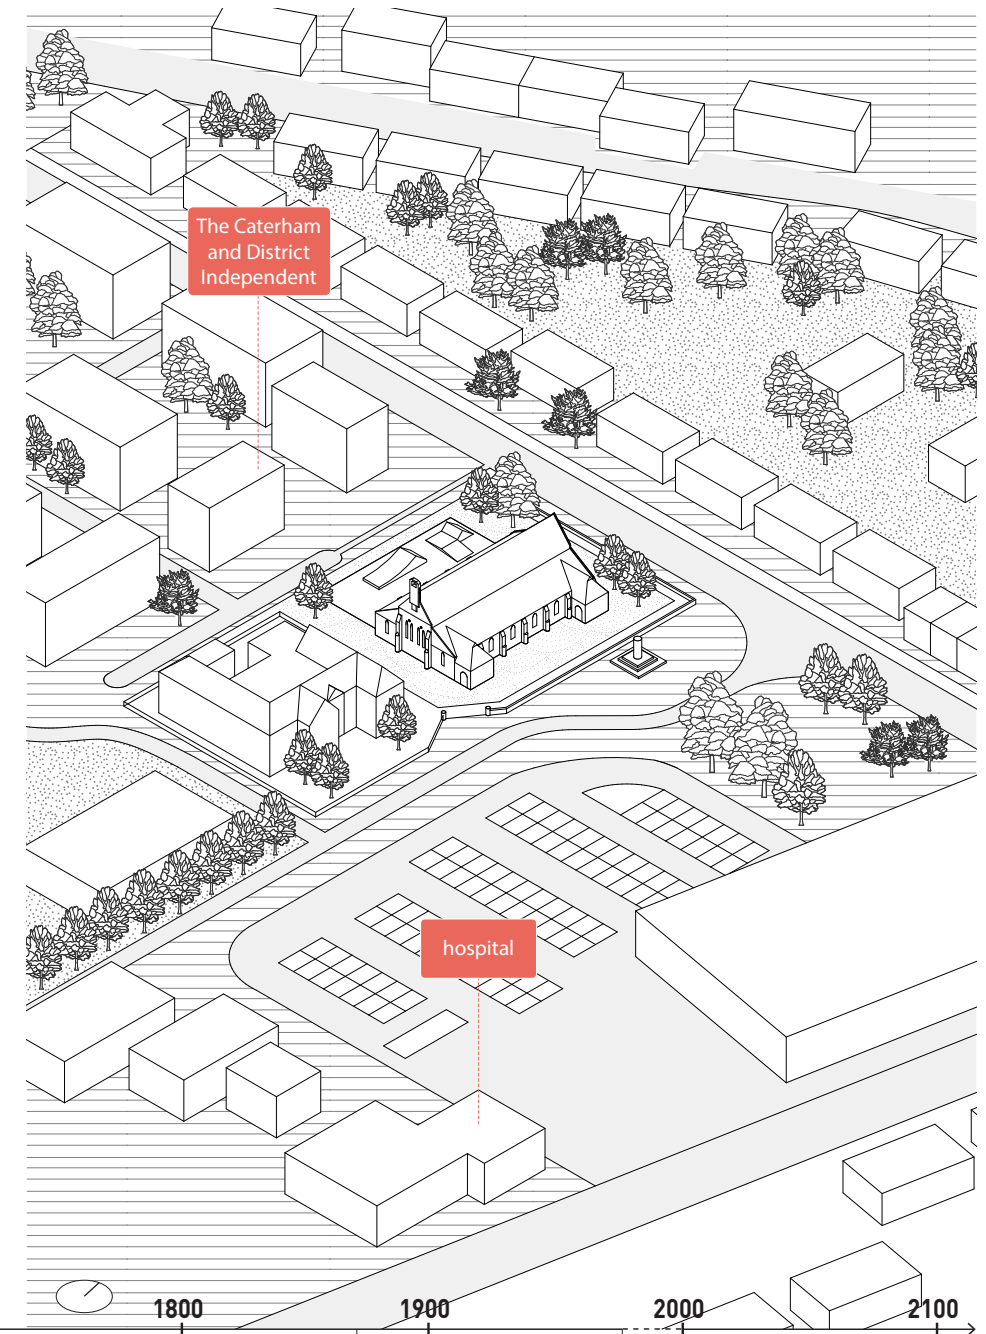 The Caterham
and District
Independent
hospital
1800 1900 2000 2100